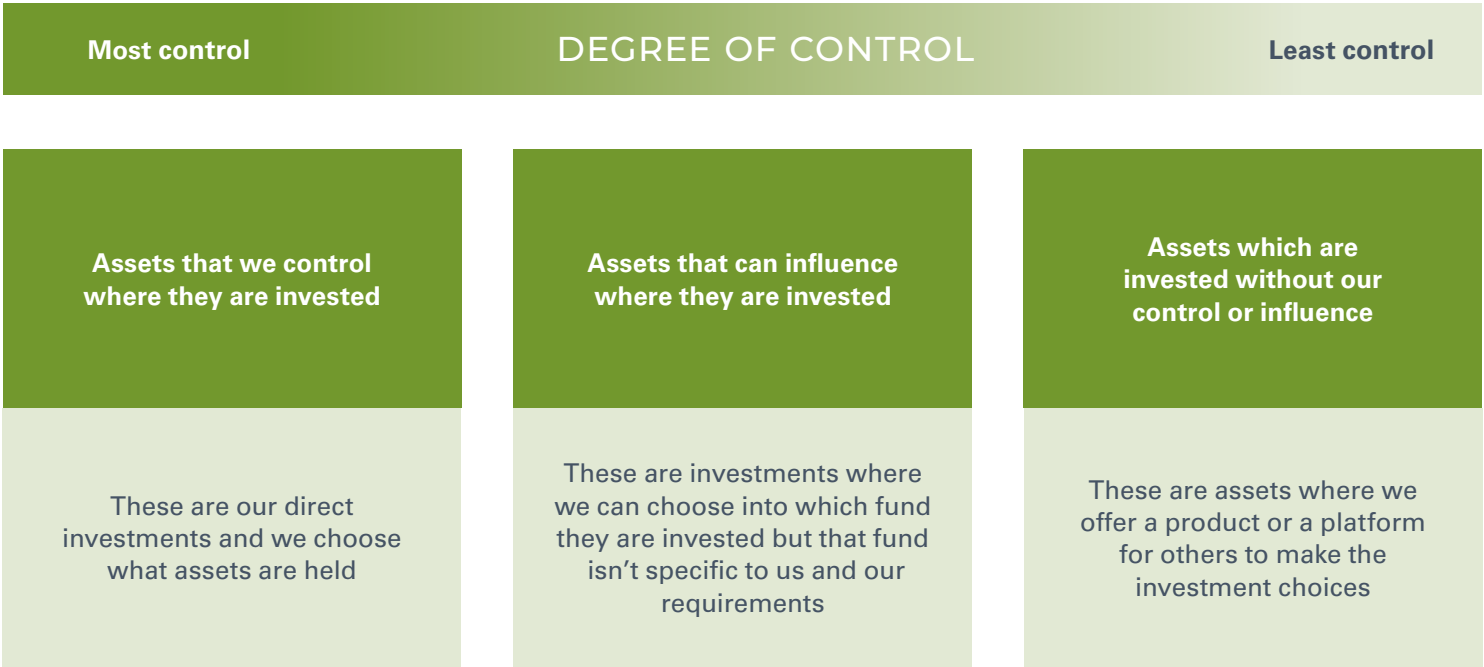 Most control
DEGREE OF CONTROL
Least control
Assets that we control
where they are invested
These are our direct
investments and we choose
what assets are held
Assets that can influence
where they are invested
These are investments where
we can choose into which fund
they are invested but that fund
isn’t specific to us and our
requirements
Assets which are
invested without our
control or influence
These are assets where we
offer a product or a platform
for others to make the
investment choices